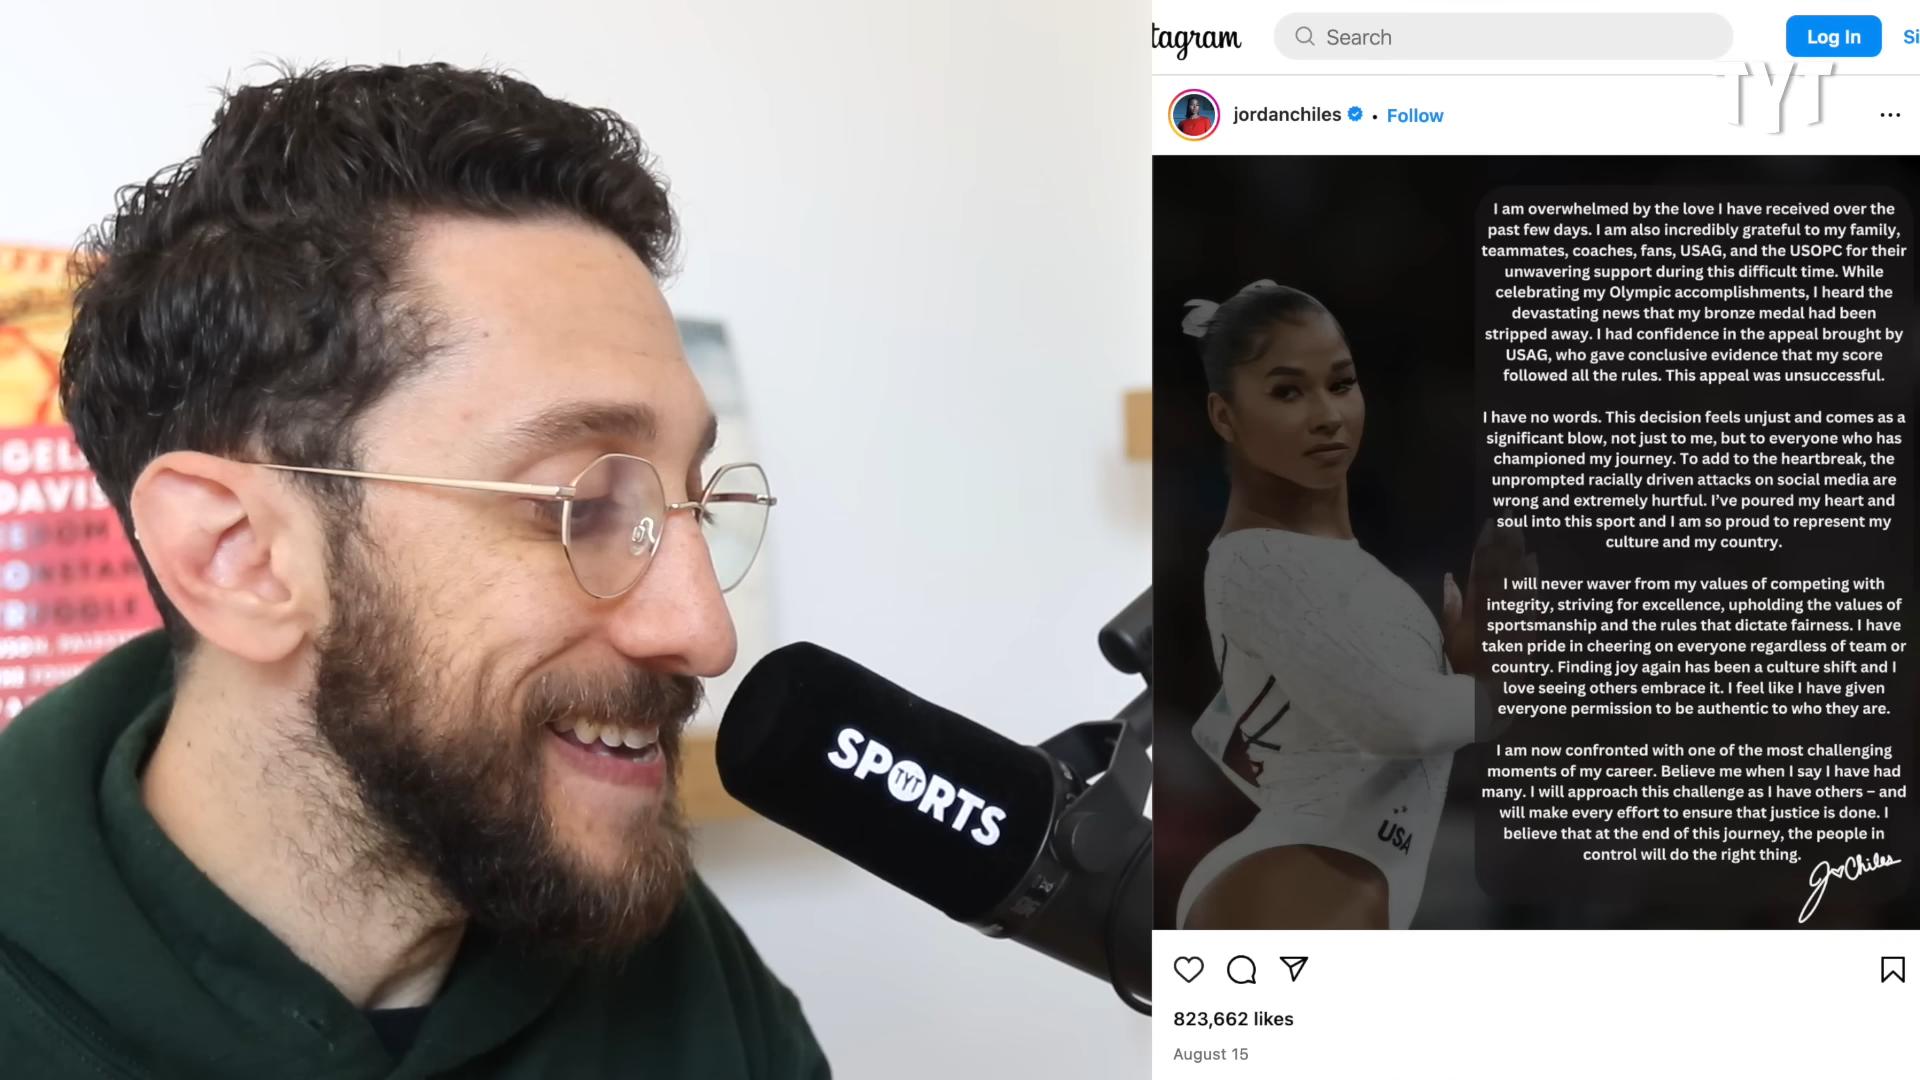 GEL
DAVIS
SPORTS
TYT
tagram
Search
Log In
Si
TYT
jordanchiles • Follow
I am overwhelmed by the love I have received over the
past few days. I am also incredibly grateful to my family,
teammates, coaches, fans, USAG, and the USOPC for their
unwavering support during this difficult time. While
celebrating my Olympic accomplishments, I heard the
devastating news that my bronze medal had been
stripped away. I had confidence in the appeal brought by
USAG, who gave conclusive evidence that my score
followed all the rules. This appeal was unsuccessful.
I have no words. This decision feels unjust and comes as a
significant blow, not just to me, but to everyone who has
championed my journey. To add to the heartbreak, the
unprompted racially driven attacks on social media are
wrong and extremely hurtful. I've poured my heart and
soul into this sport and I am so proud to represent my
culture and my country.
I will never waver from my values of competing with
integrity, striving for excellence, upholding the values of
sportsmanship and the rules that dictate fairness. I have
taken pride in cheering on everyone regardless of team or
country. Finding joy again has been a culture shift and I
love seeing others embrace it. I feel like I have given
everyone permission to be authentic to who they are.
I am now confronted with one of the most challenging
moments of my career. Believe me when I say I have had
many. I will approach this challenge as I have others – and
will make every effort to ensure that justice is done. I
believe that at the end of this journey, the people in
control will do the right thing.
J Chiles
USA
823,662 likes
August 15